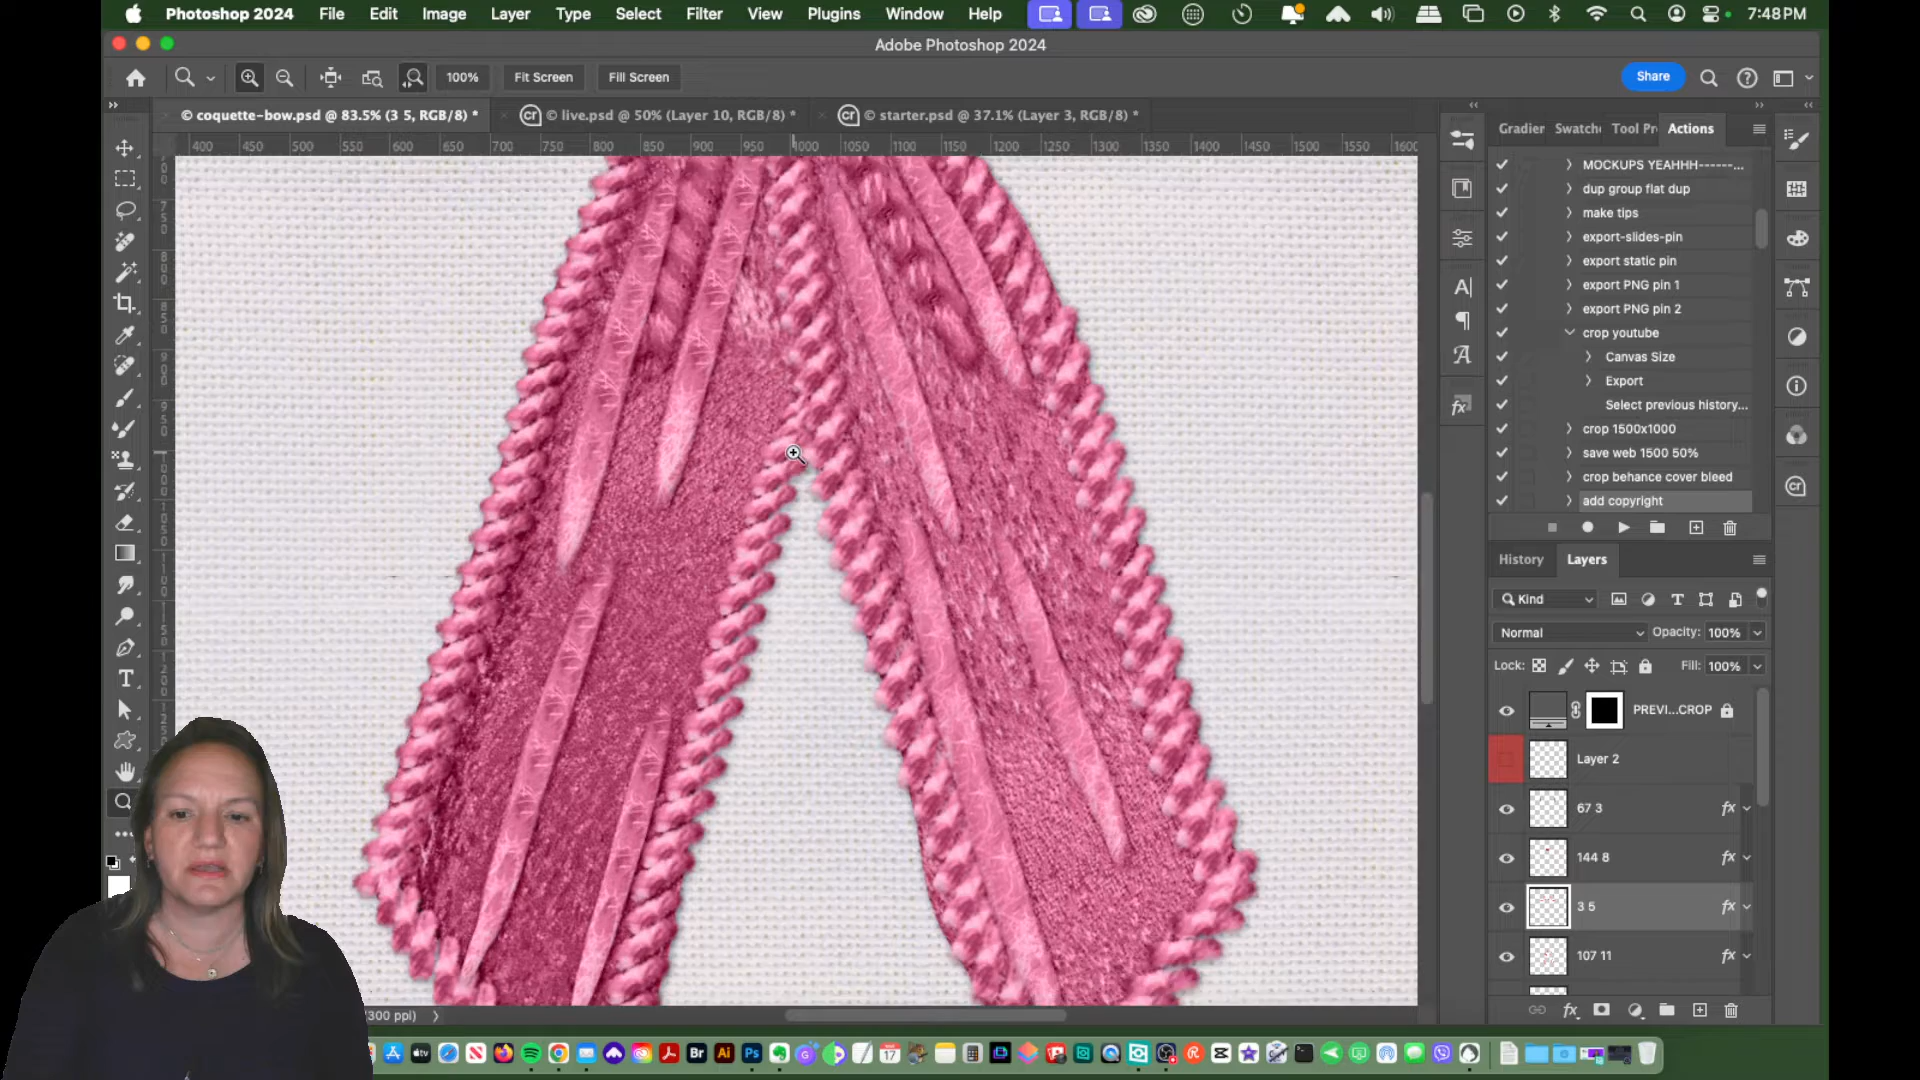 Photoshop 2024 File Edit Image Layer Type Select Filter View Plugins Window Help 7:48 PM
Adobe Photoshop 2024
100% Fit Screen Fill Screen Share
© coquette-bow.psd @ 83.5% (3 5, RGB/8) * © live.psd @ 50% (Layer 10, RGB/8) * © starter.psd @ 37.1% (Layer 3, RGB/8) *
400 450 500 550 600 650 700 750 800 850 900 950 1000 1050 1100 1150 1200 1250 1300 1350 1400 1450 1500 1550 1600
Gradier Swatche Tool Pr Actions
MOCKUPS YEAHHH------...
dup group flat dup
make tips
export-slides-pin
export static pin
export PNG pin 1
export PNG pin 2
crop youtube
Canvas Size
Export
Select previous history...
crop 1500x1000
save web 1500 50%
crop behance cover bleed
add copyright
History Layers
Kind
Normal Opacity: 100%
Lock: Fill: 100%
PREVI...CROP
Layer 2
67 3 fx
144 8 fx
3 5 fx
107 11 fx
300 ppi)